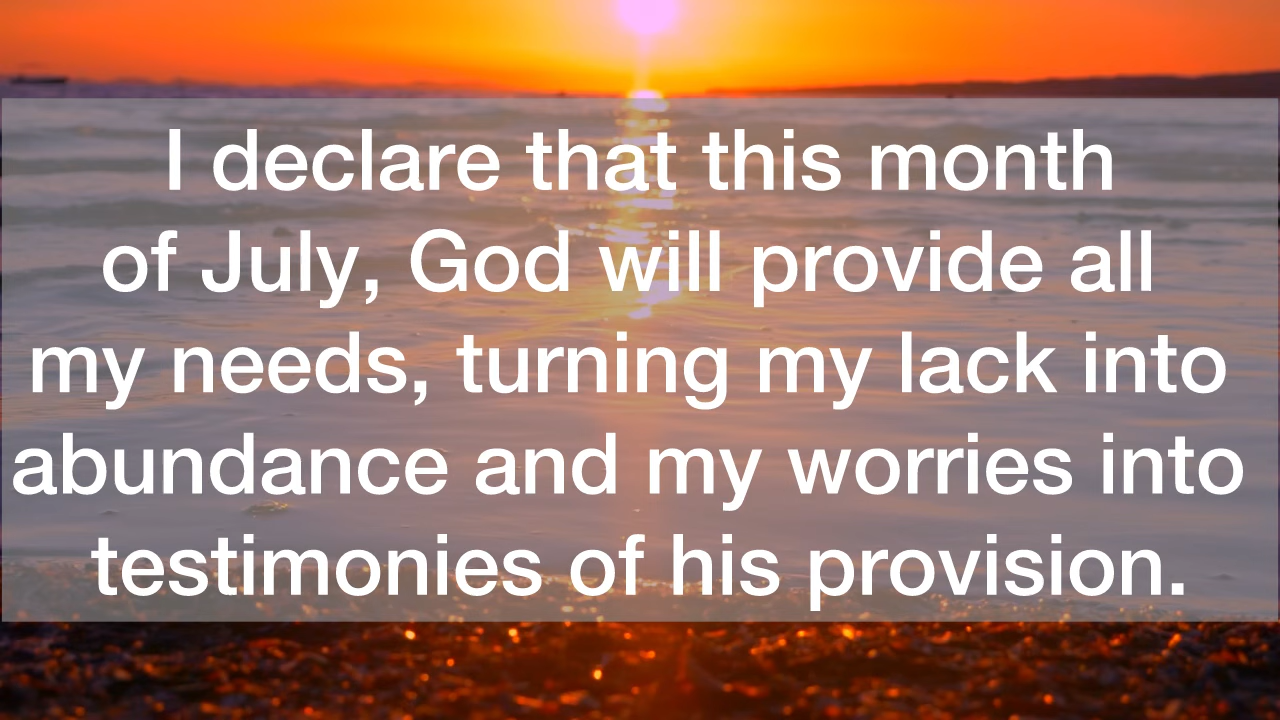 I declare that this month
of July, God will provide all
my needs, turning my lack into
abundance and my worries into
testimonies of his provision.